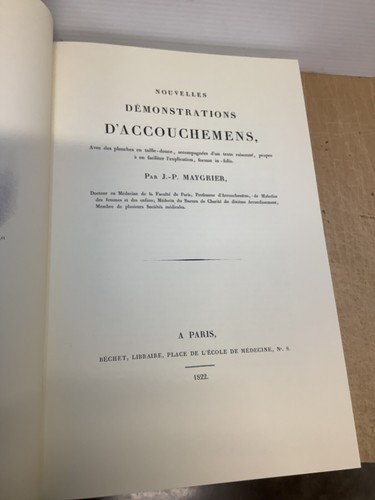 NOUVELLES
DÉMONSTRATIONS
D'ACCOUCHEMENS,
Avec des planches en taille-douce, accompagnées d'un texte raisonné, propre
à en faciliter l'explication, format in-folio.
PAR J.-P. MAYGRIER,
Docteur en Médecine de la Faculté de Paris, Professeur d'Accouchemens, de Maladies
des femmes et des enfans; Médecin du Bureau de Charité du dixième Arrondissement,
Membre de plusieurs Sociétés médicales.
A PARIS,
BÉCHET, LIBRAIRE, PLACE DE L'ÉCOLE DE MÉDECINE, N°.
1822.